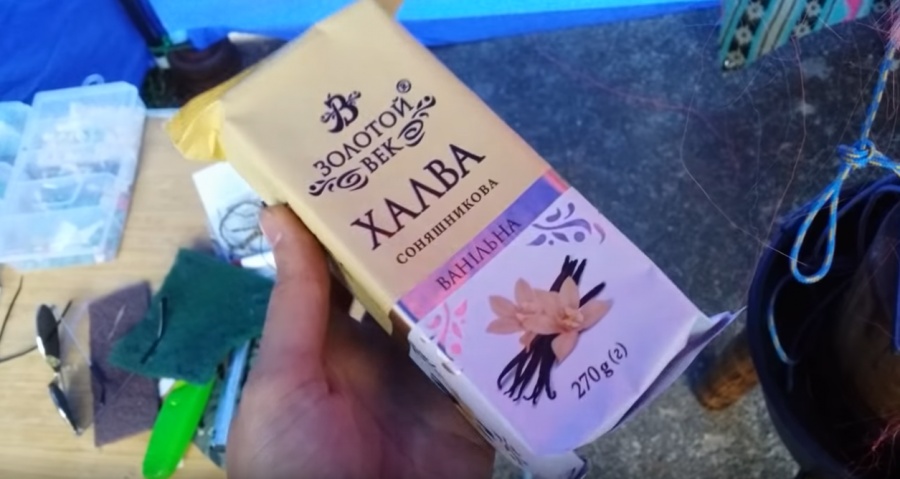 ЗОЛОТОЙ®
ВЕК
ХАЛВА
СОНЯШНИКОВА
ВАНІЛЬНА
270g(г)